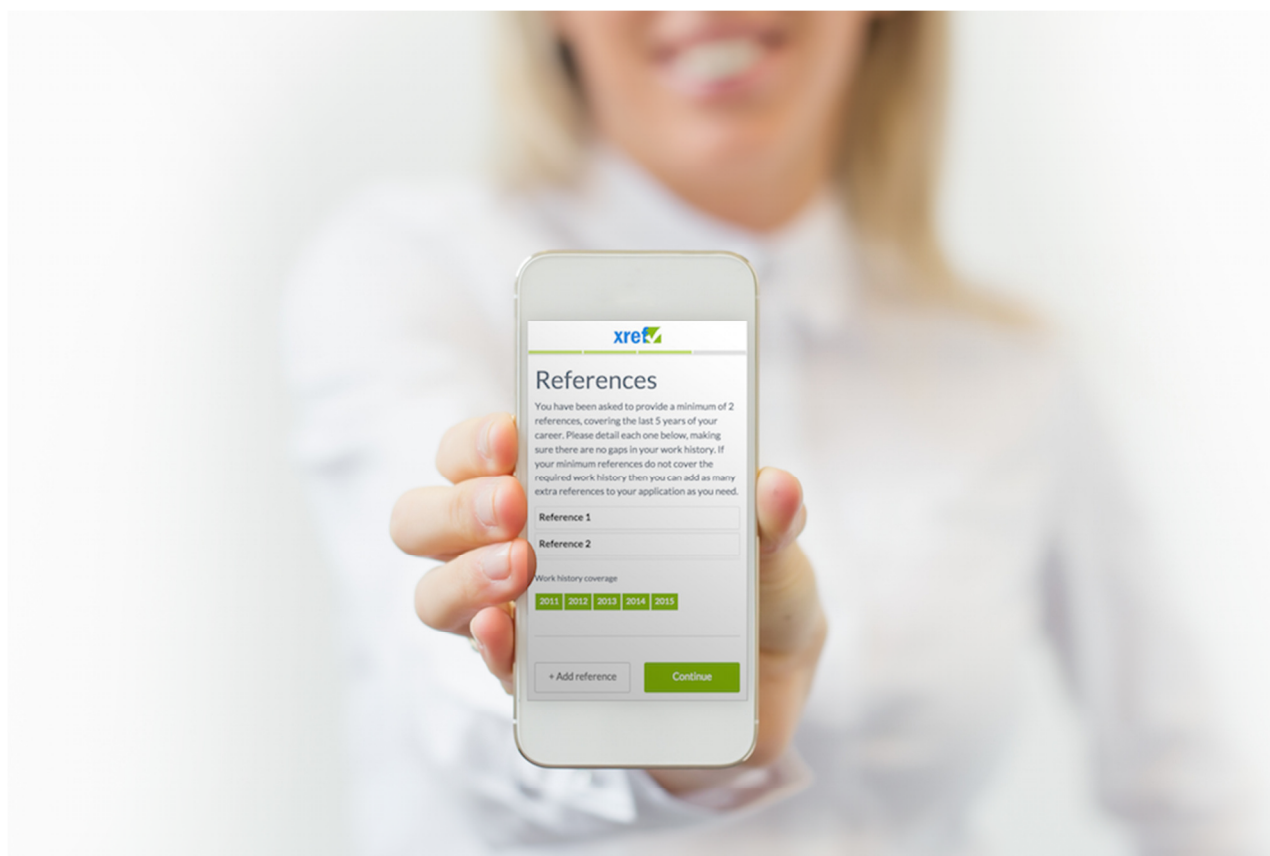 xref
References
You have been asked to provide a minimum of 2
references, covering the last 5 years of your
career. Please detail each one below, making
sure there are no gaps in your work history. If
your minimum references do not cover the
required work history then you can add as many
extra references to your application as you need.
Reference 1
Reference 2
Work history coverage
2011 2012 2013 2014 2015
+ Add reference Continue